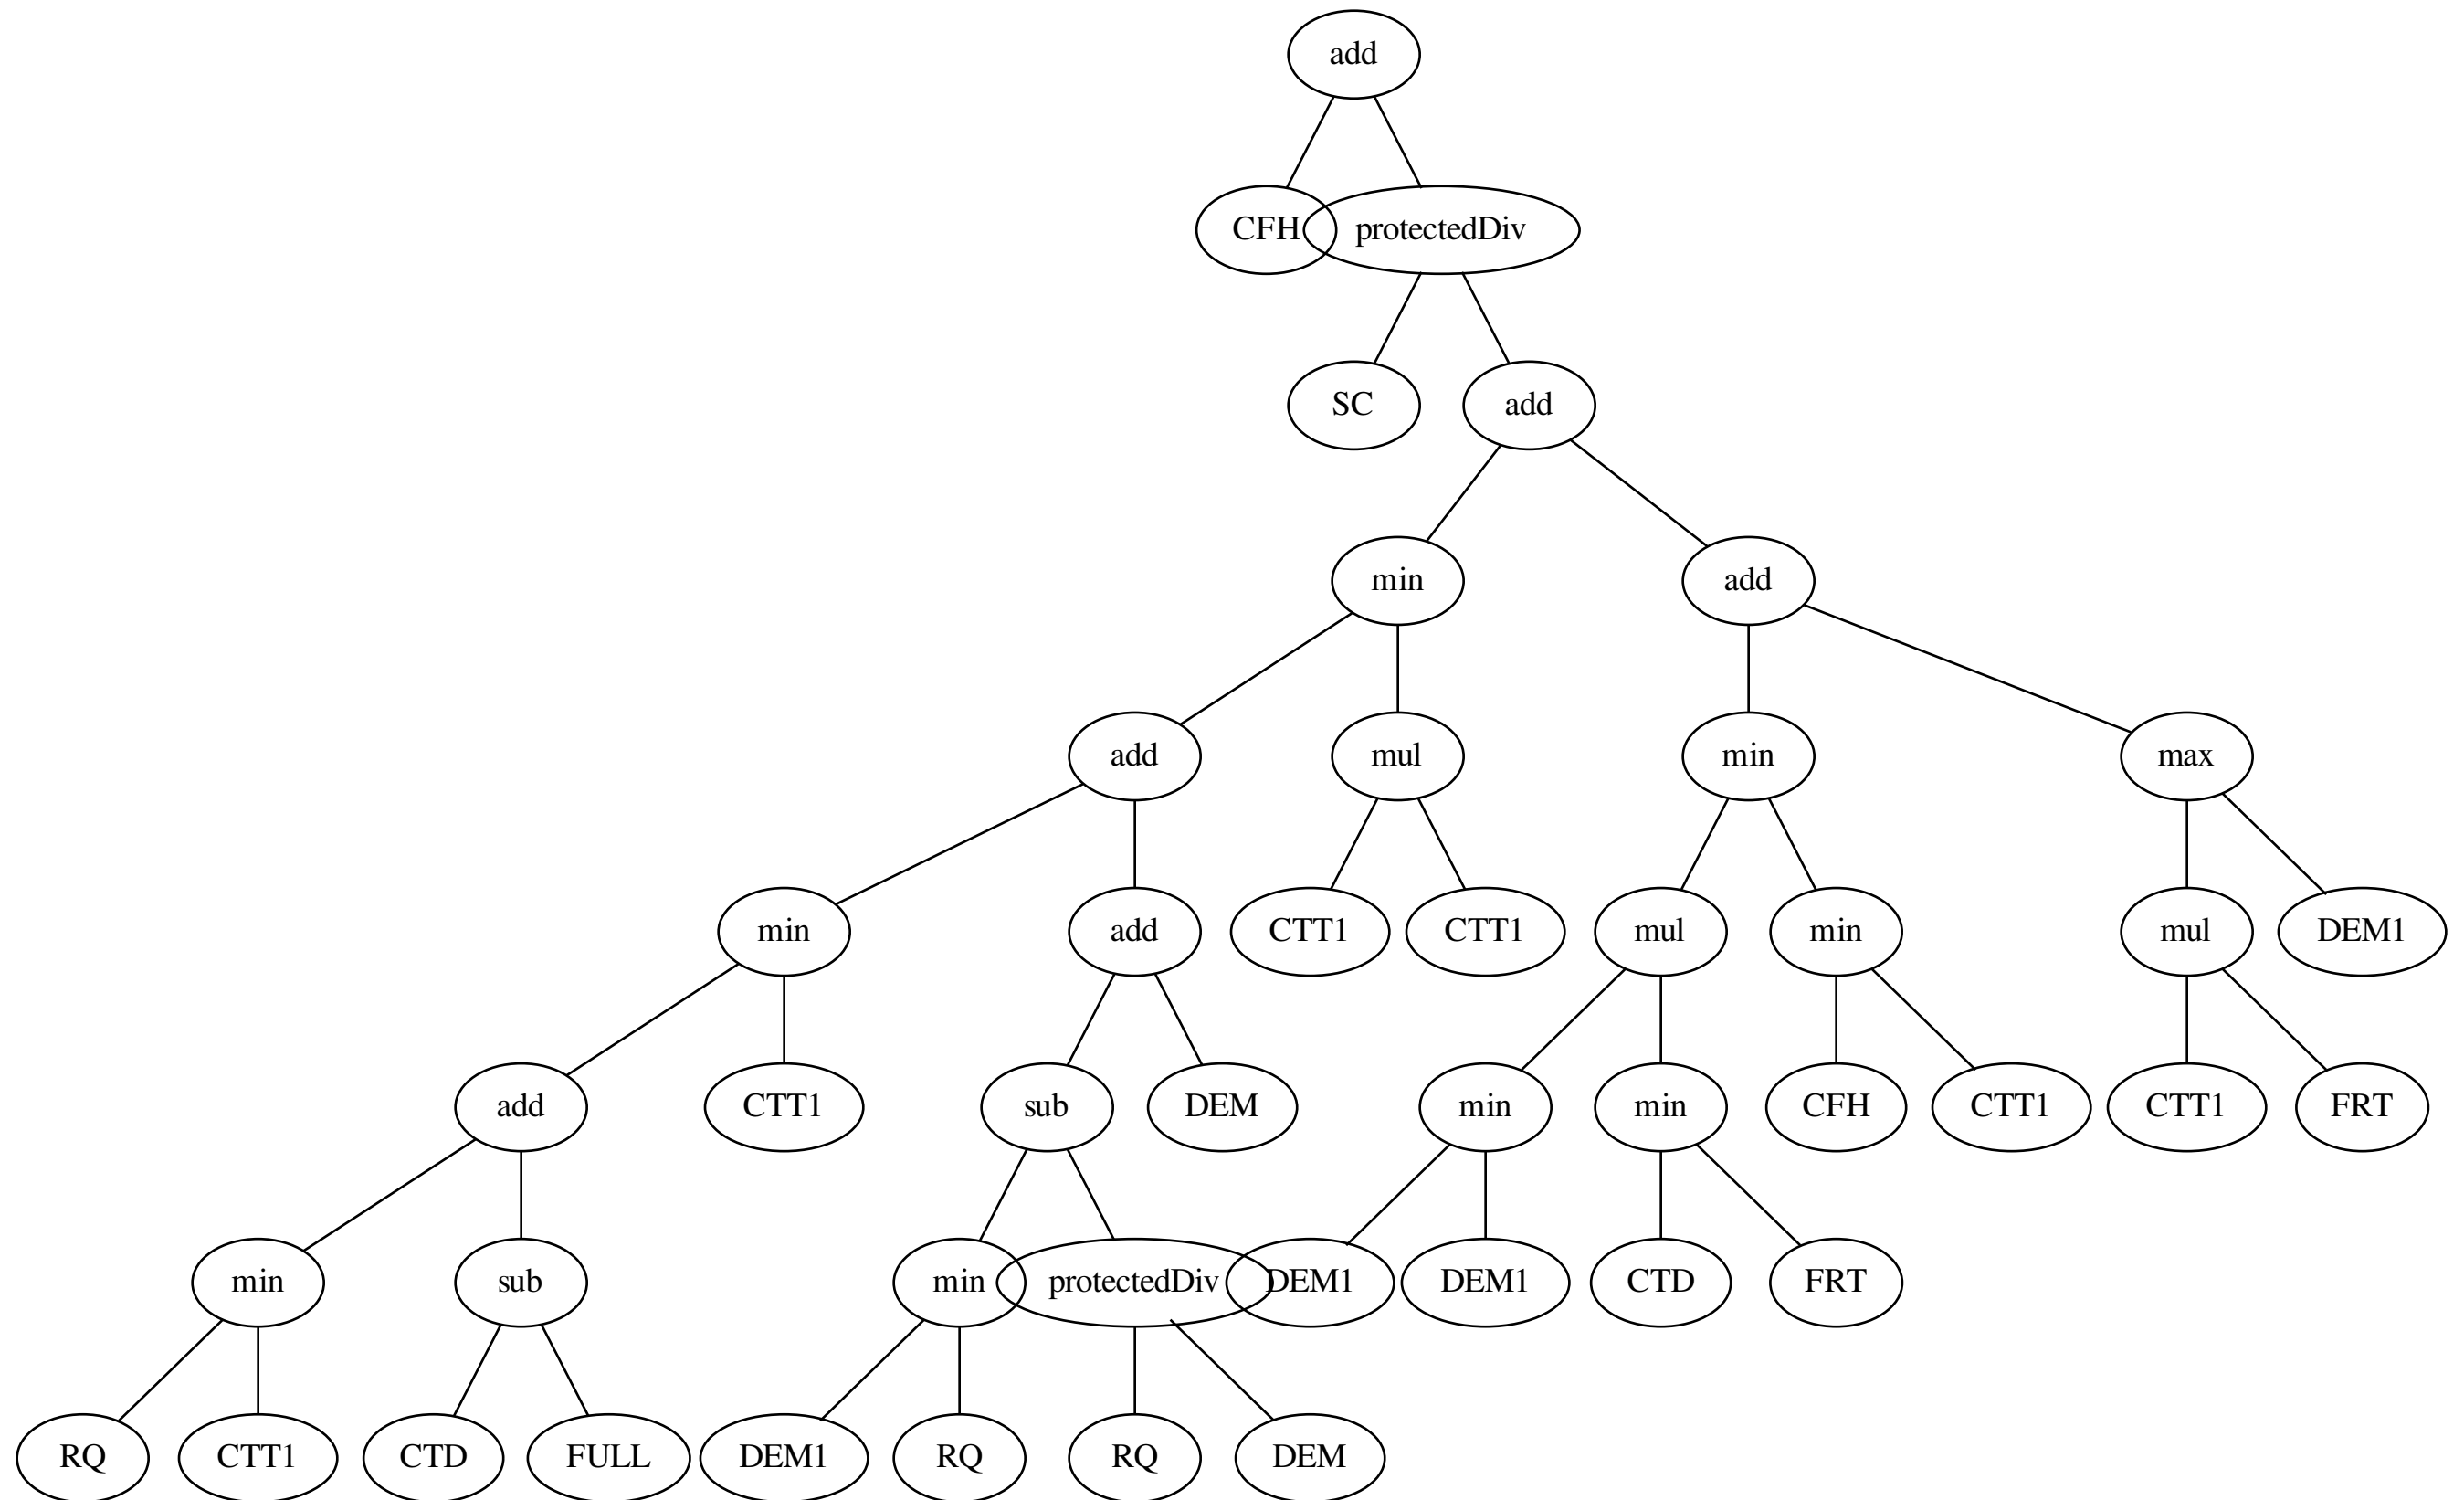 add
CFH protectedDiv
SC add
min add
add mul min max
min add CTT1 CTT1 mul min mul DEM1
add CTT1 sub DEM min min CFH CTT1 CTT1 FRT
min sub min protectedDiv DEM1 DEM1 CTD FRT
RQ CTT1 CTD FULL DEM1 RQ RQ DEM